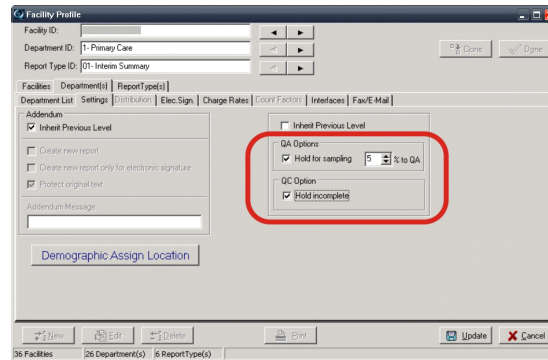 Facility Profile
Facility ID:
Department ID: 1- Primary Care
Clone Done
Report Type ID: 01- Interim Summary
Facilities Department(s) ReportType(s)
Department List Settings Distribution Elec.Sign. Charge Rates Count Factors Interfaces Fax/E-Mail
Addendum
Inherit Previous Level
Inherit Previous Level
Create new report
QA Options
Hold for sampling 5 % to QA
Create new report only for electronic signature
Protect original text
QC Option
Hold incomplete
Addendum Message:
Demographic Assign Location
New Edit Delete Print Update Cancel
36 Facilities 26 Department(s) 6 ReportType(s)